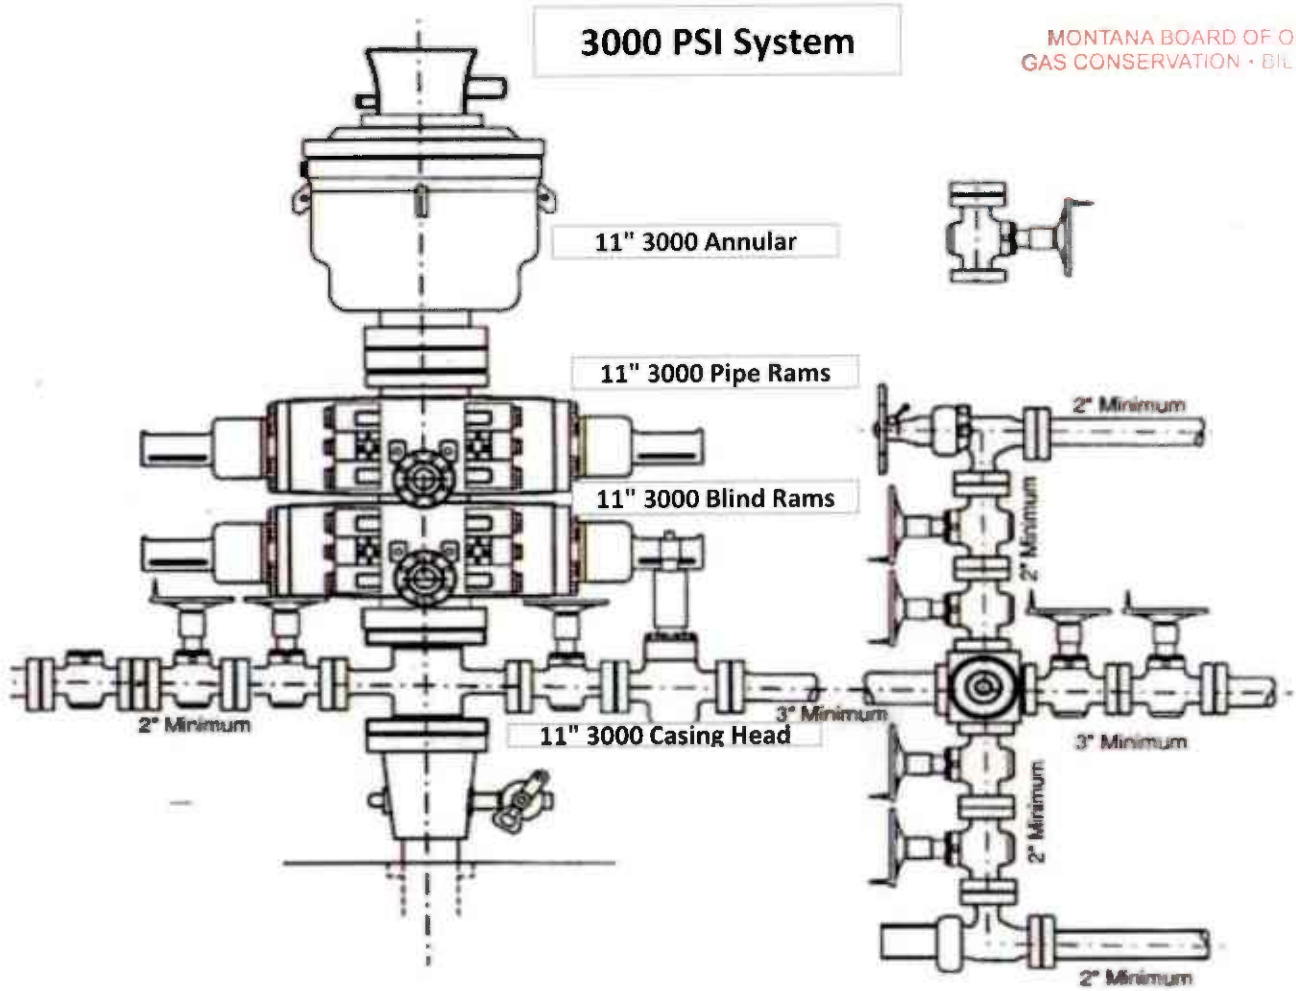 3000 PSI System
MONTANA BOARD OF O
GAS CONSERVATION · BIL
11" 3000 Annular
11" 3000 Pipe Rams
2" Minimum
11" 3000 Blind Rams
2" Minimum
2" Minimum
3" Minimum
11" 3000 Casing Head
3" Minimum
2" Minimum
2" Minimum